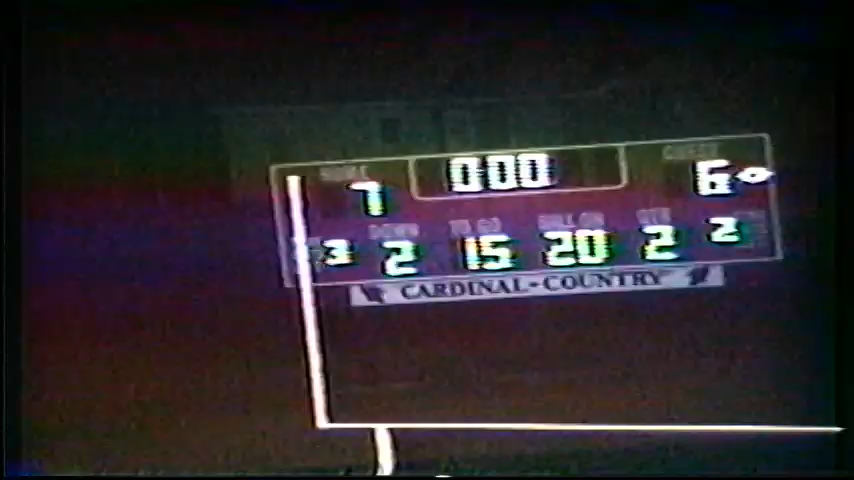 HOME 000 GUEST
7 6
DOWN TO GO BALL ON QTR
3 2 15 20 2 2
CARDINAL-COUNTRY